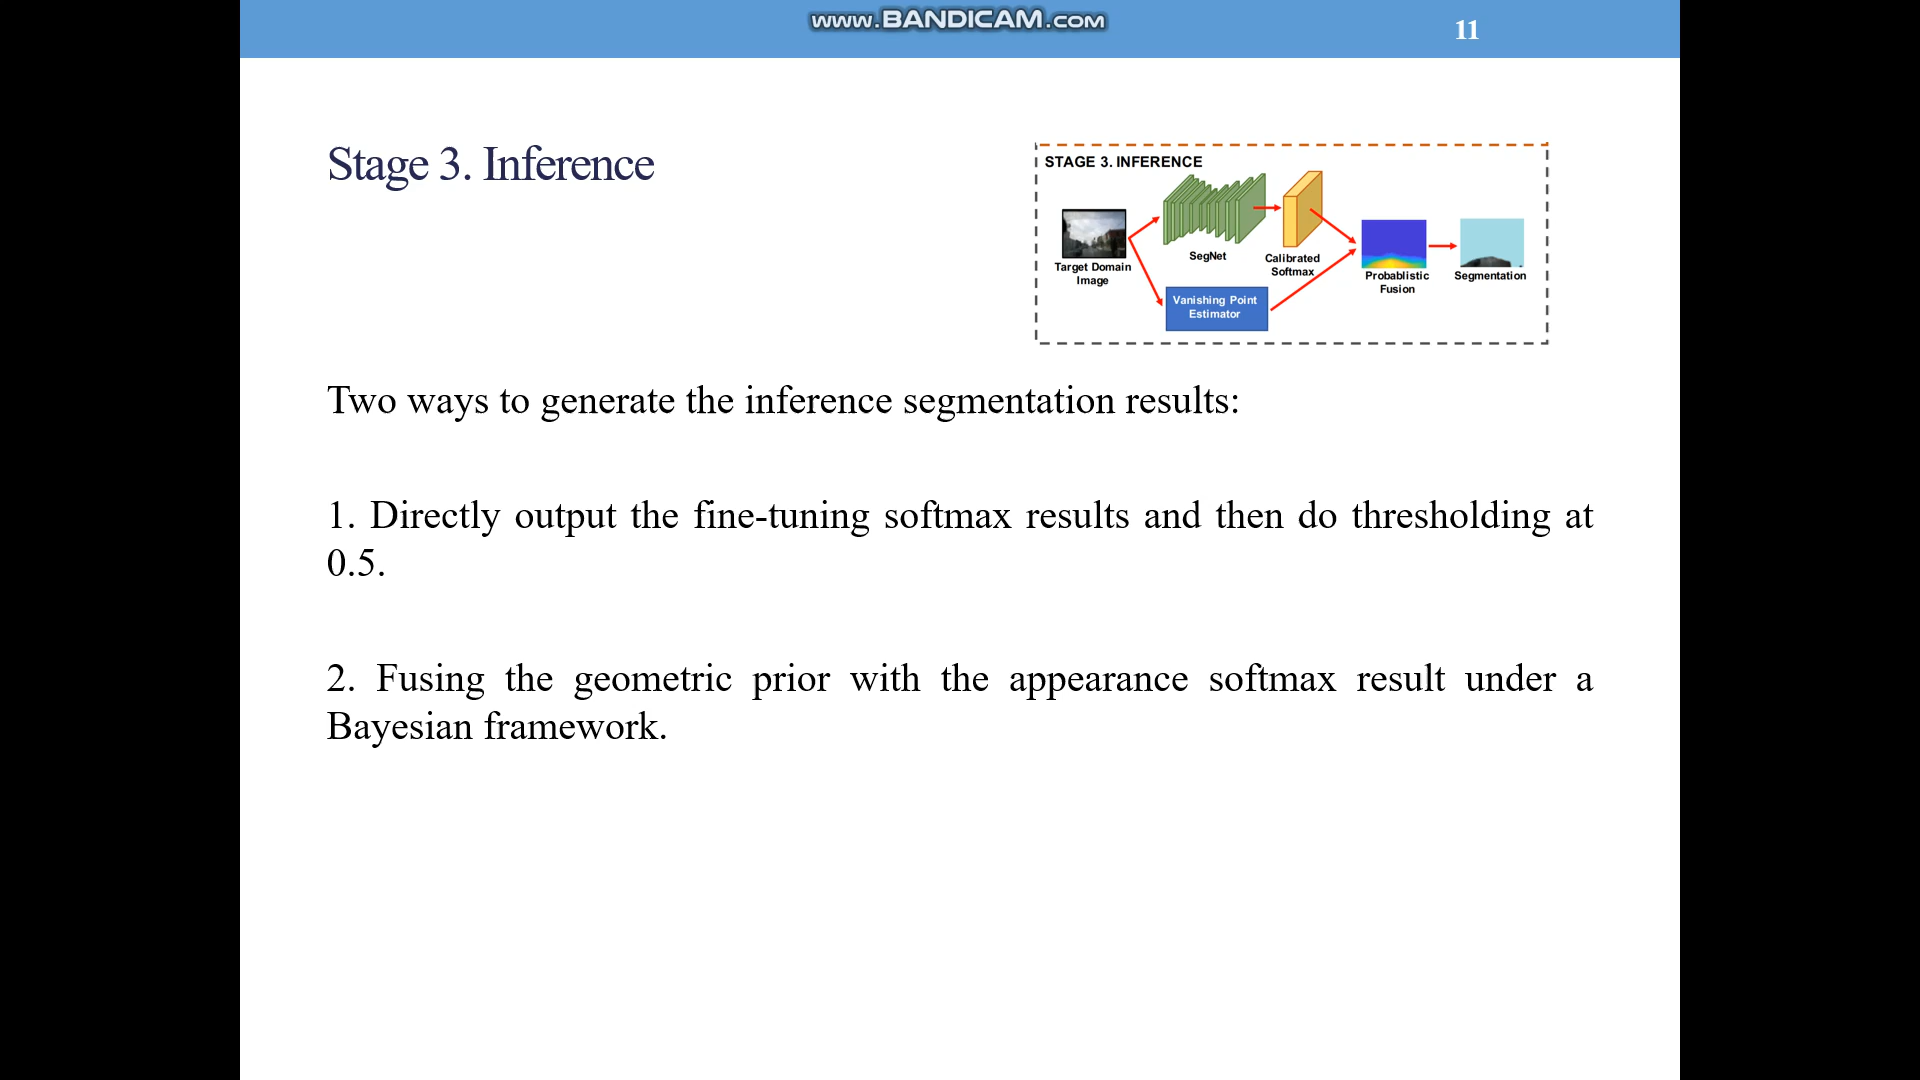 www.BANDICAM.com
11
Stage 3. Inference
STAGE 3. INFERENCE
Target Domain
Image
SegNet
Calibrated
Softmax
Vanishing Point
Estimator
Probablistic
Fusion
Segmentation
Two ways to generate the inference segmentation results:
1. Directly output the fine-tuning softmax results and then do thresholding at
0.5.
2. Fusing the geometric prior with the appearance softmax result under a
Bayesian framework.